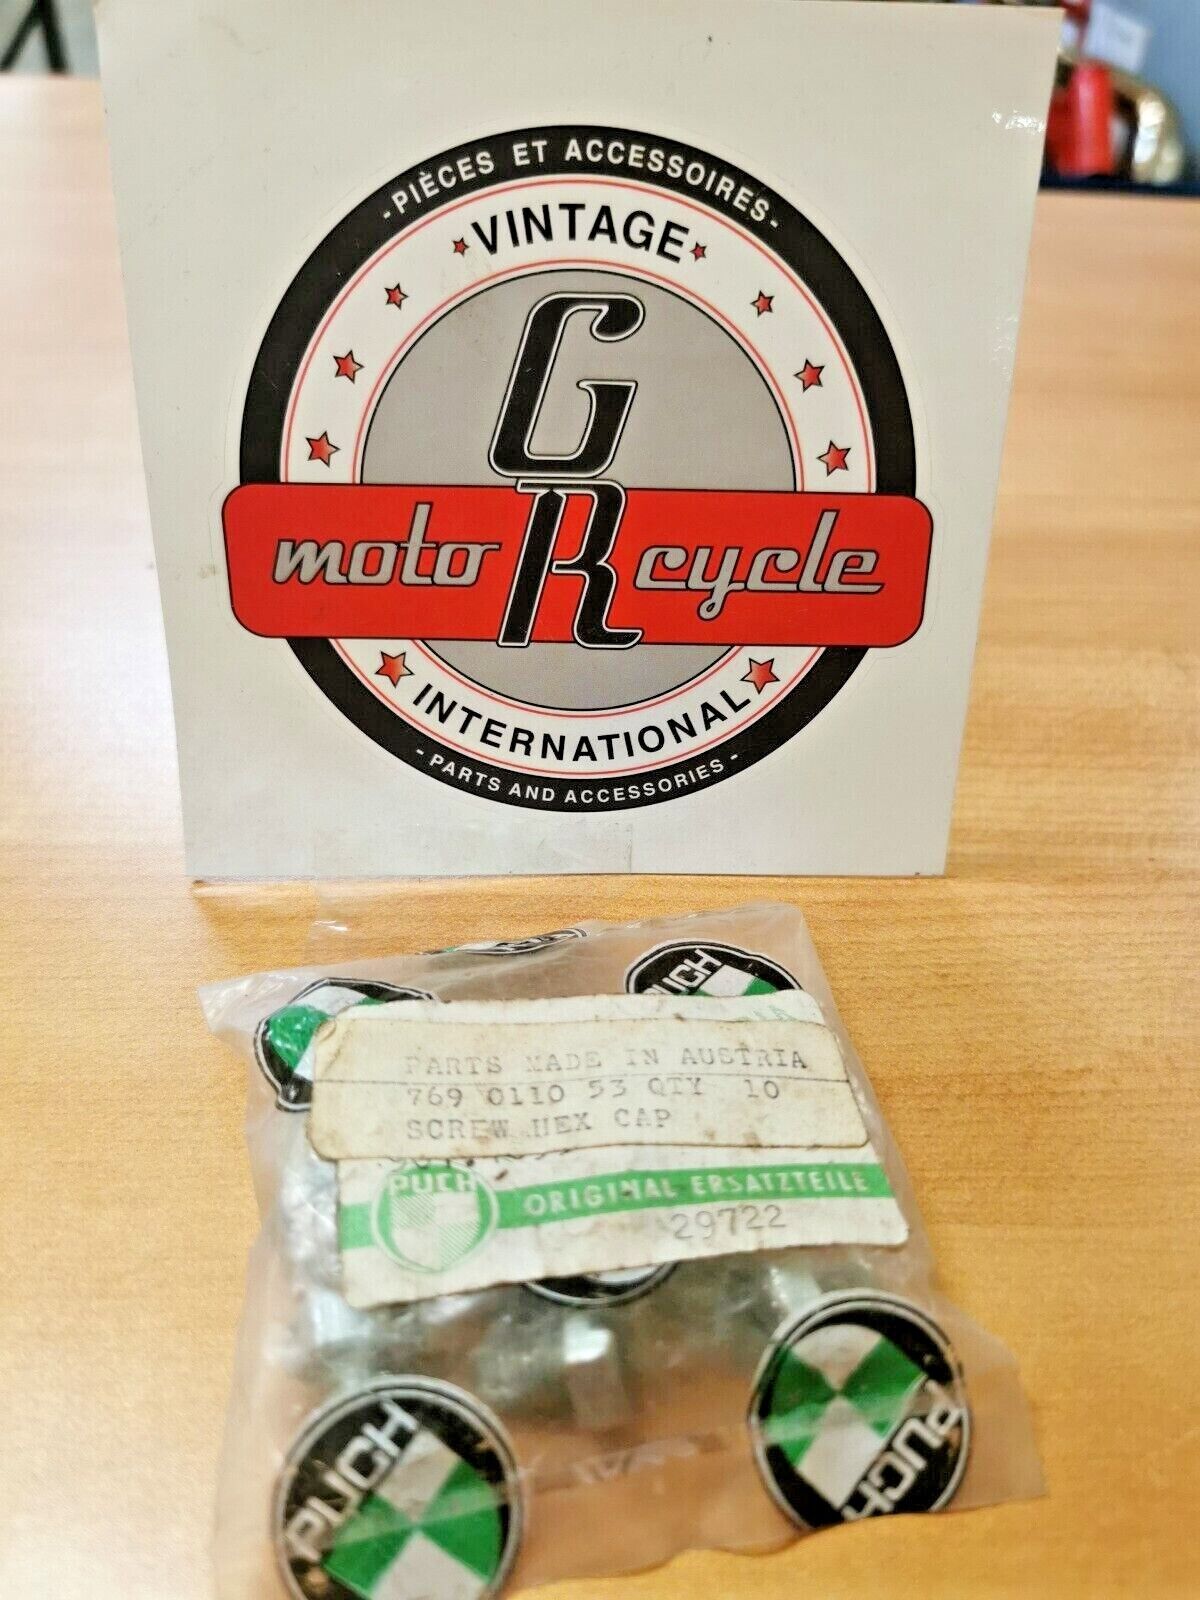 - PIÈCES ET ACCESSOIRES -
VINTAGE
GR
moto cycle
INTERNATIONAL
- PARTS AND ACCESSORIES -
PUCH
PARTS MADE IN AUSTRIA
769 0110 53 QTY 10
SCREW HEX CAP
PUCH
ORIGINAL ERSATZTEILE
29722
PUCH
PUCH